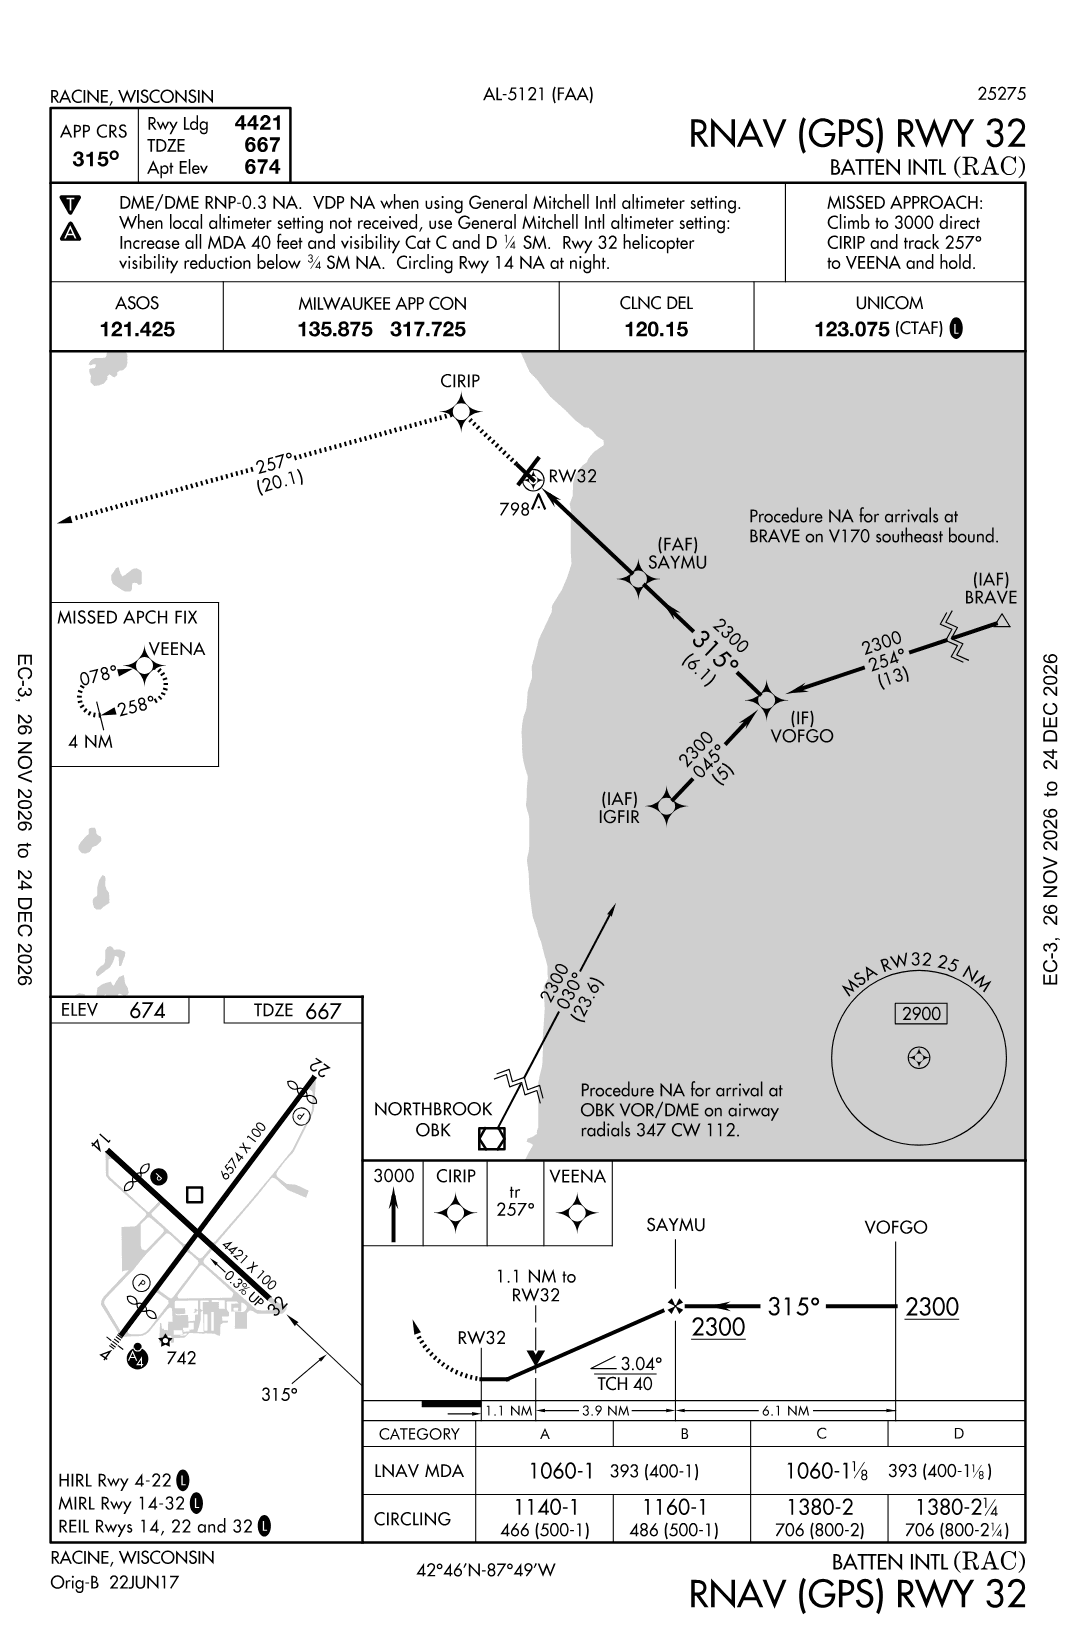 RACINE, WISCONSIN
AL-5121 (FAA)
25275
APP CRS
315°
Rwy Ldg 4421
TDZE 667
Apt Elev 674
RNAV (GPS) RWY 32
BATTEN INTL (RAC)
T
A
DME/DME RNP-0.3 NA. VDP NA when using General Mitchell Intl altimeter setting.
When local altimeter setting not received, use General Mitchell Intl altimeter setting:
Increase all MDA 40 feet and visibility Cat C and D ¼ SM. Rwy 32 helicopter
visibility reduction below ¾ SM NA. Circling Rwy 14 NA at night.
MISSED APPROACH:
Climb to 3000 direct
CIRIP and track 257°
to VEENA and hold.
ASOS
121.425
MILWAUKEE APP CON
135.875 317.725
CLNC DEL
120.15
UNICOM
123.075 (CTAF) L
CIRIP
257°
(20.1)
RW32
798
Procedure NA for arrivals at
BRAVE on V170 southeast bound.
(FAF)
SAYMU
(IAF)
BRAVE
2300
315°
(6.1)
2300
254°
(13)
(IF)
VOFGO
2300
045°
(5)
(IAF)
IGFIR
MISSED APCH FIX
VEENA
078°
258°
4 NM
EC-3, 26 NOV 2026 to 24 DEC 2026
EC-3, 26 NOV 2026 to 24 DEC 2026
2300
030°
(23.6)
MSA RW32 25 NM
2900
NORTHBROOK
OBK
Procedure NA for arrival at
OBK VOR/DME on airway
radials 347 CW 112.
ELEV 674
TDZE 667
22
P
14
P
6574 X 100
4421 X 100
0.3% UP
32
P
4
A4
742
315°
HIRL Rwy 4-22 L
MIRL Rwy 14-32 L
REIL Rwys 14, 22 and 32 L
3000
CIRIP
tr
257°
VEENA
SAYMU
VOFGO
1.1 NM to
RW32
RW32
2300
315°
2300
3.04°
TCH 40
1.1 NM
3.9 NM
6.1 NM
CATEGORY A B C D
LNAV MDA 1060-1 393 (400-1) 1060-1⅛ 393 (400-1⅛)
CIRCLING
1140-1
466 (500-1)
1160-1
486 (500-1)
1380-2
706 (800-2)
1380-2¼
706 (800-2¼)
RACINE, WISCONSIN
Orig-B 22JUN17
42°46'N-87°49'W
BATTEN INTL (RAC)
RNAV (GPS) RWY 32